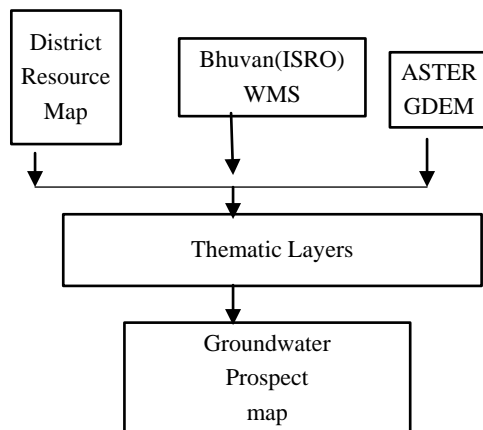 District
Resource
Map
Bhuvan(ISRO)
WMS
ASTER
GDEM
Thematic Layers
Groundwater
Prospect
map